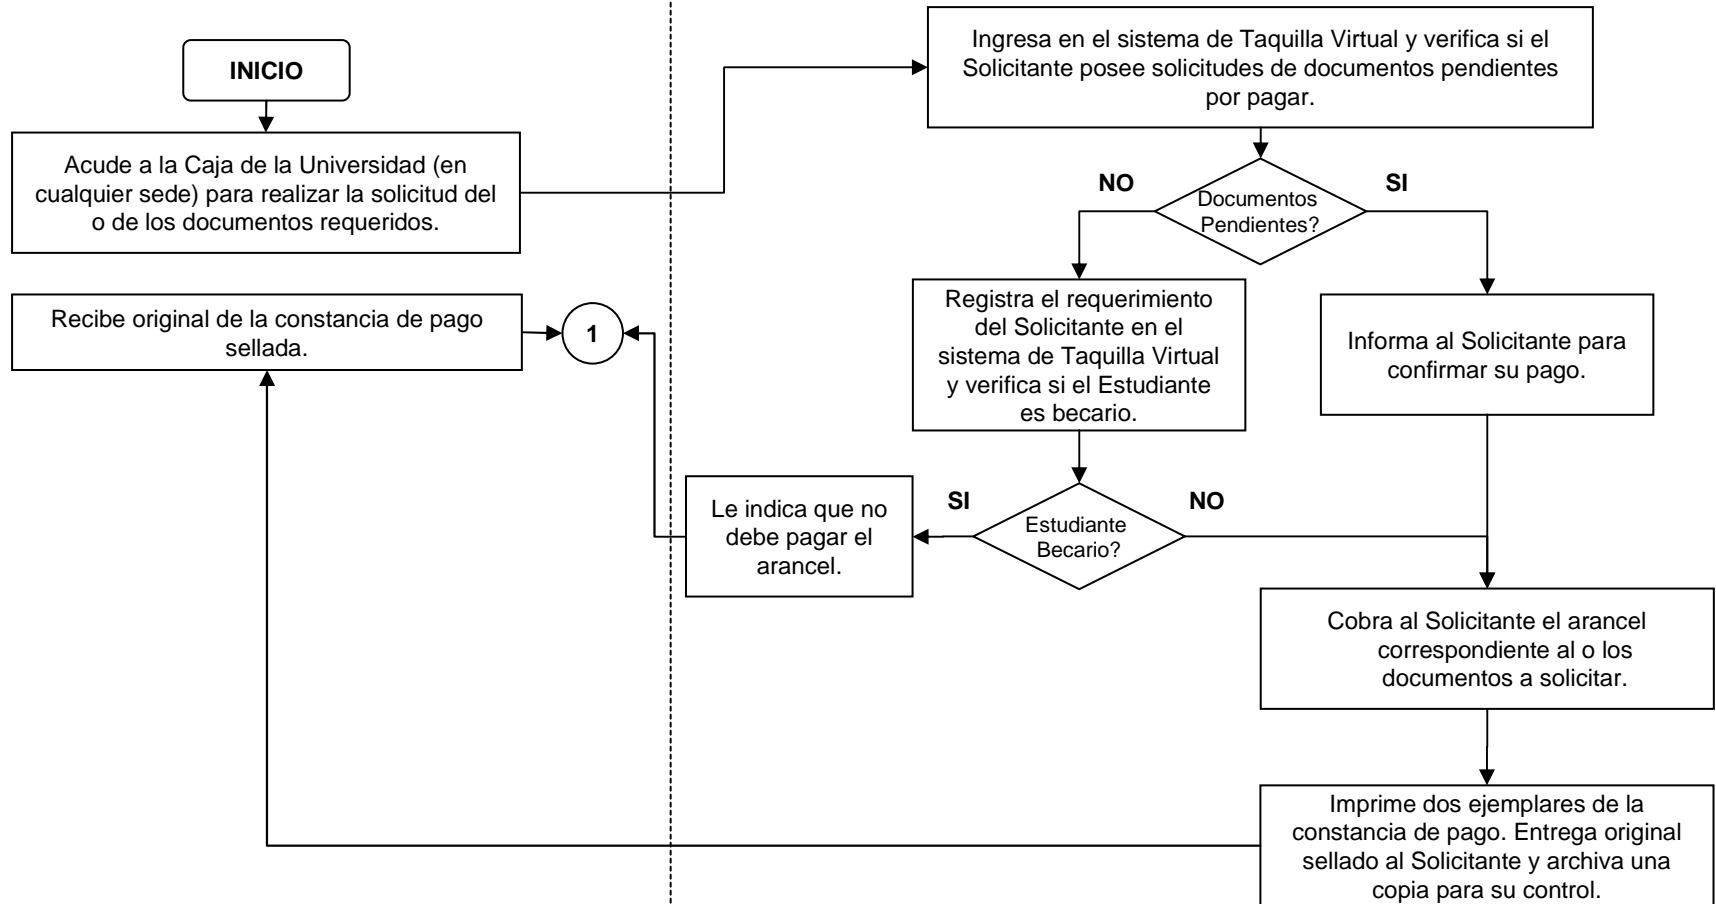 INICIO
Acude a la Caja de la Universidad (en
cualquier sede) para realizar la solicitud del
o de los documentos requeridos.
Ingresa en el sistema de Taquilla Virtual y verifica si el
Solicitante posee solicitudes de documentos pendientes
por pagar.
NO
SI
Documentos
Pendientes?
Registra el requerimiento
del Solicitante en el
sistema de Taquilla Virtual
y verifica si el Estudiante
es becario.
Informa al Solicitante para
confirmar su pago.
Recibe original de la constancia de pago
sellada.
1
Le indica que no
debe pagar el
arancel.
SI
NO
Estudiante
Becario?
Cobra al Solicitante el arancel
correspondiente al o los
documentos a solicitar.
Imprime dos ejemplares de la
constancia de pago. Entrega original
sellado al Solicitante y archiva una
copia para su control.